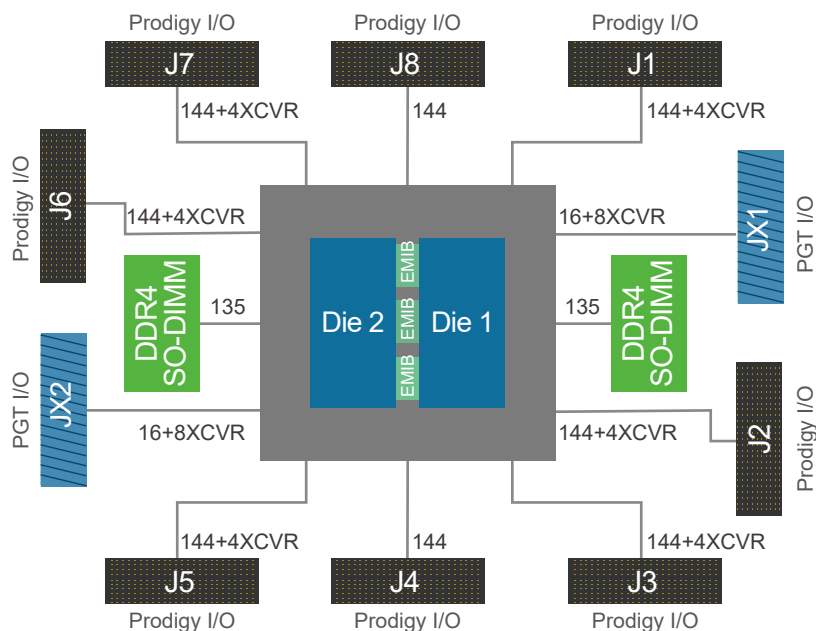 Prodigy I/O
Prodigy I/O
Prodigy I/O
J7
J8
J1
144+4XCVR
144
144+4XCVR
Prodigy I/O
J6
144+4XCVR
16+8XCVR
JX1
PGT I/O
DDR4
SO-DIMM
135
Die 2
EMIB
EMIB
EMIB
Die 1
135
DDR4
SO-DIMM
PGT I/O
JX2
16+8XCVR
144+4XCVR
J2
Prodigy I/O
144+4XCVR
144
144+4XCVR
J5
J4
J3
Prodigy I/O
Prodigy I/O
Prodigy I/O